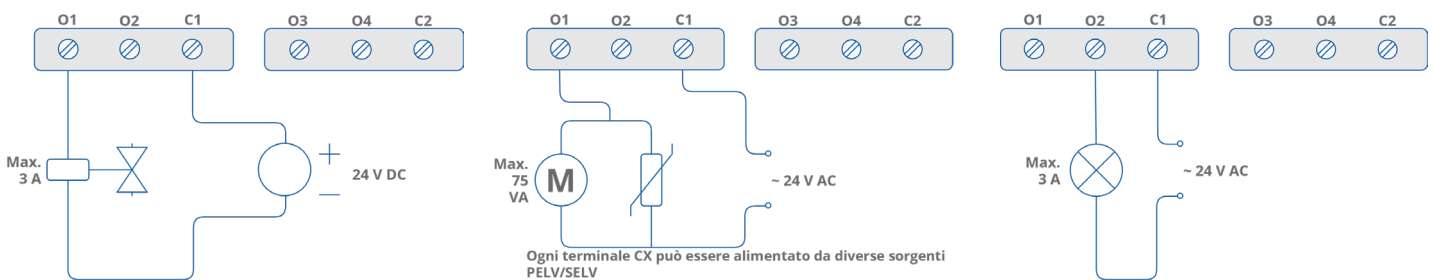 O1 O2 C1 O3 O4 C2
Max.
3 A
24 V DC
O1 O2 C1 O3 O4 C2
Max.
75
VA
M
~ 24 V AC
Ogni terminale CX può essere alimentato da diverse sorgenti
PELV/SELV
O1 O2 C1 O3 O4 C2
Max.
3 A
~ 24 V AC